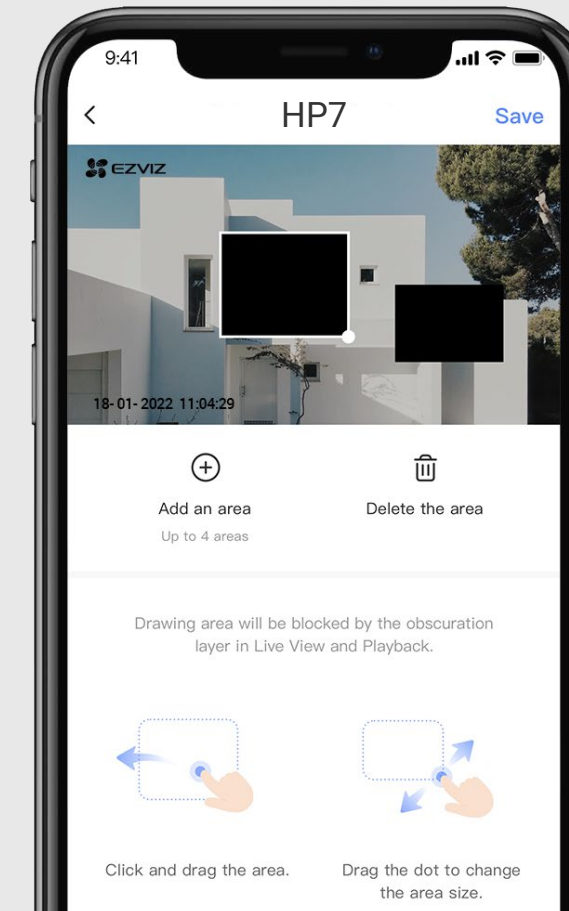 9:41
HP7
Save
EZVIZ
18-01-2022 11:04:29
Add an area
Delete the area
Up to 4 areas
Drawing area will be blocked by the obscuration
layer in Live View and Playback.
Click and drag the area.
Drag the dot to change
the area size.